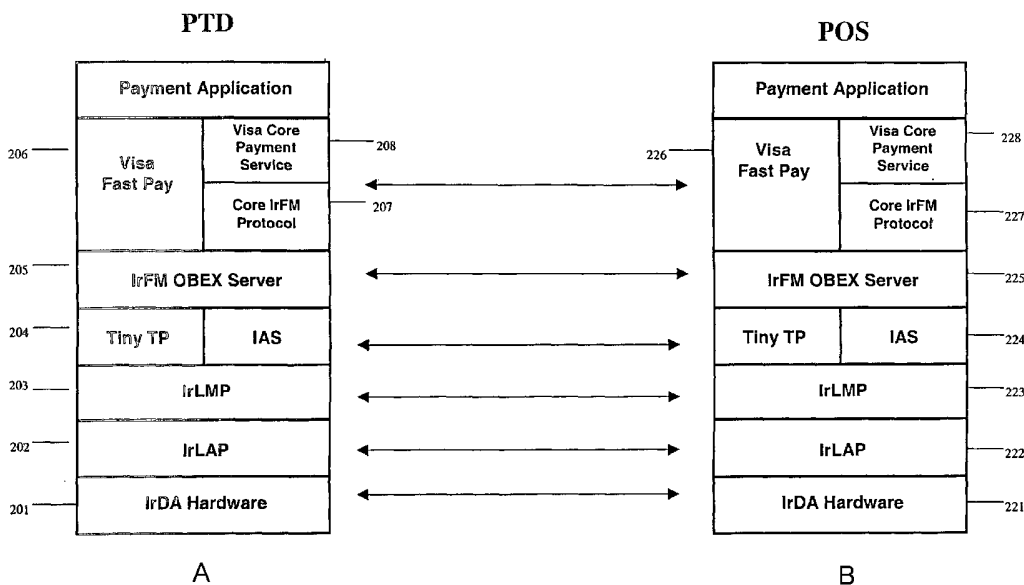 PTD
POS
Payment Application
Payment Application
206
Visa
Fast Pay
Visa Core
Payment
Service
208
Core IrFM
Protocol
207
226
Visa
Fast Pay
Visa Core
Payment
Service
228
Core IrFM
Protocol
227
205
IrFM OBEX Server
IrFM OBEX Server
225
204
Tiny TP
IAS
Tiny TP
IAS
224
203
IrLMP
IrLMP
223
202
IrLAP
IrLAP
222
201
IrDA Hardware
IrDA Hardware
221
A
B